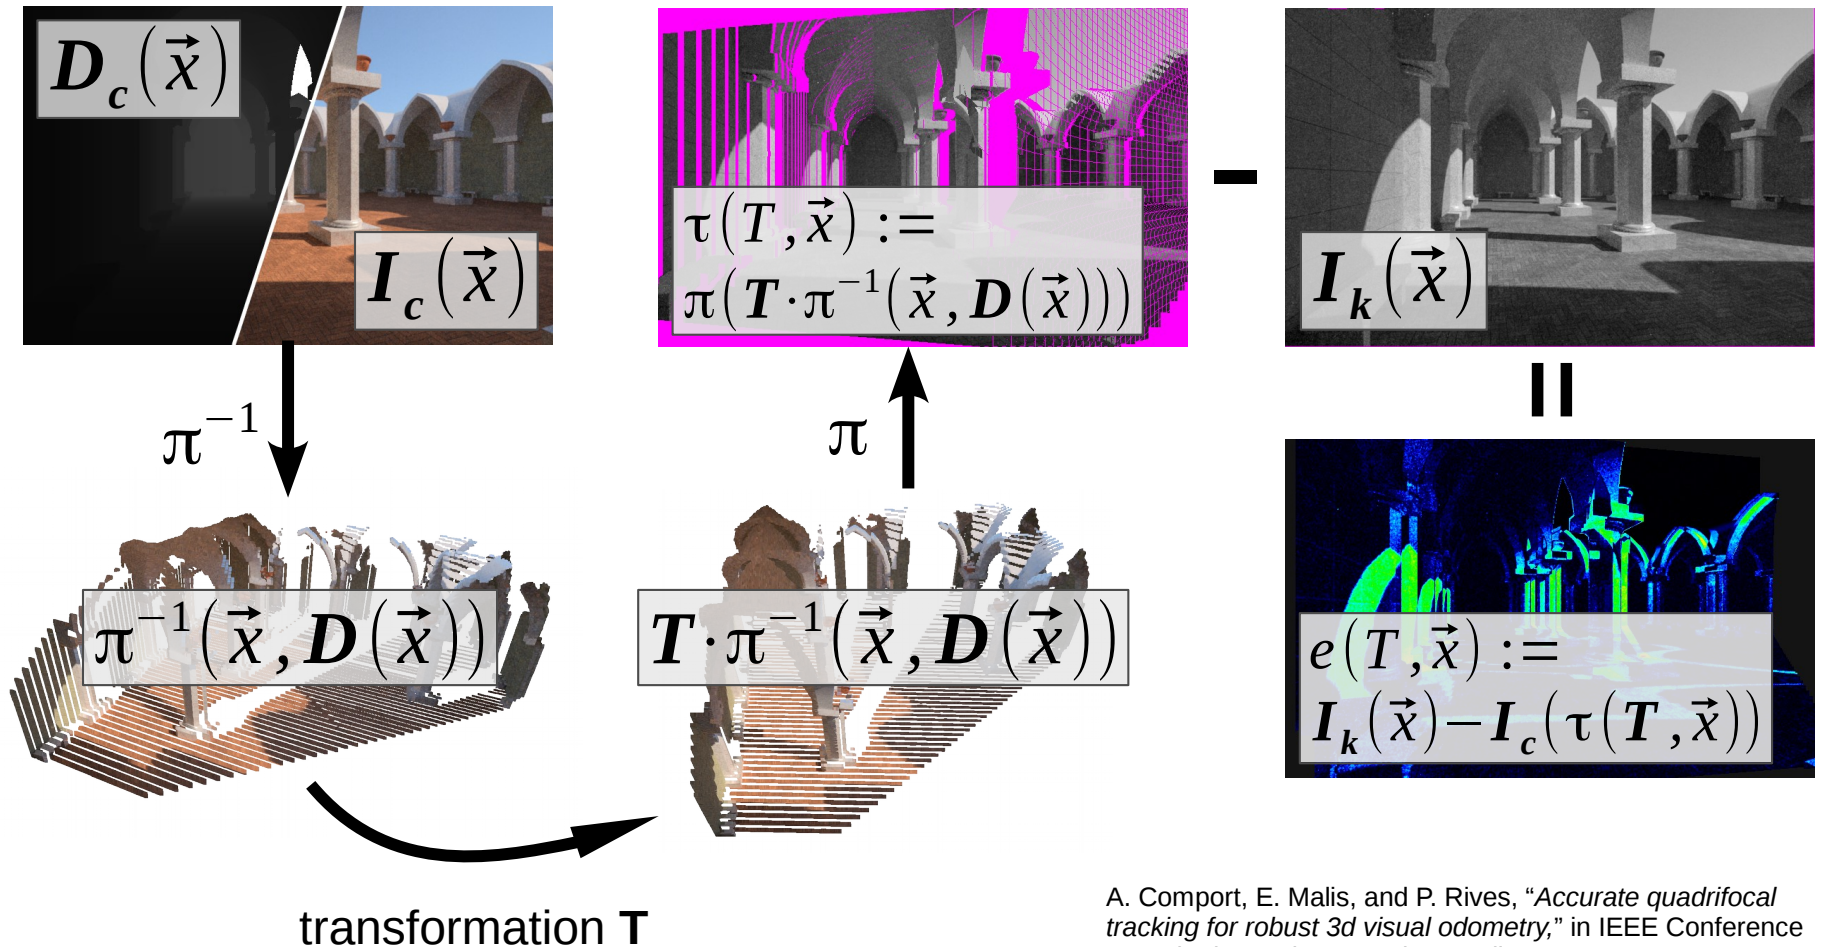 D_c(x⃗)
I_c(x⃗)
π⁻¹
π⁻¹(x⃗, D(x⃗))
transformation T
T·π⁻¹(x⃗, D(x⃗))
π
τ(T, x⃗) :=
π(T·π⁻¹(x⃗, D(x⃗)))
−
I_k(x⃗)
=
e(T, x⃗) :=
I_k(x⃗) − I_c(τ(T, x⃗))
A. Comport, E. Malis, and P. Rives, “Accurate quadrifocal
tracking for robust 3d visual odometry,” in IEEE Conference